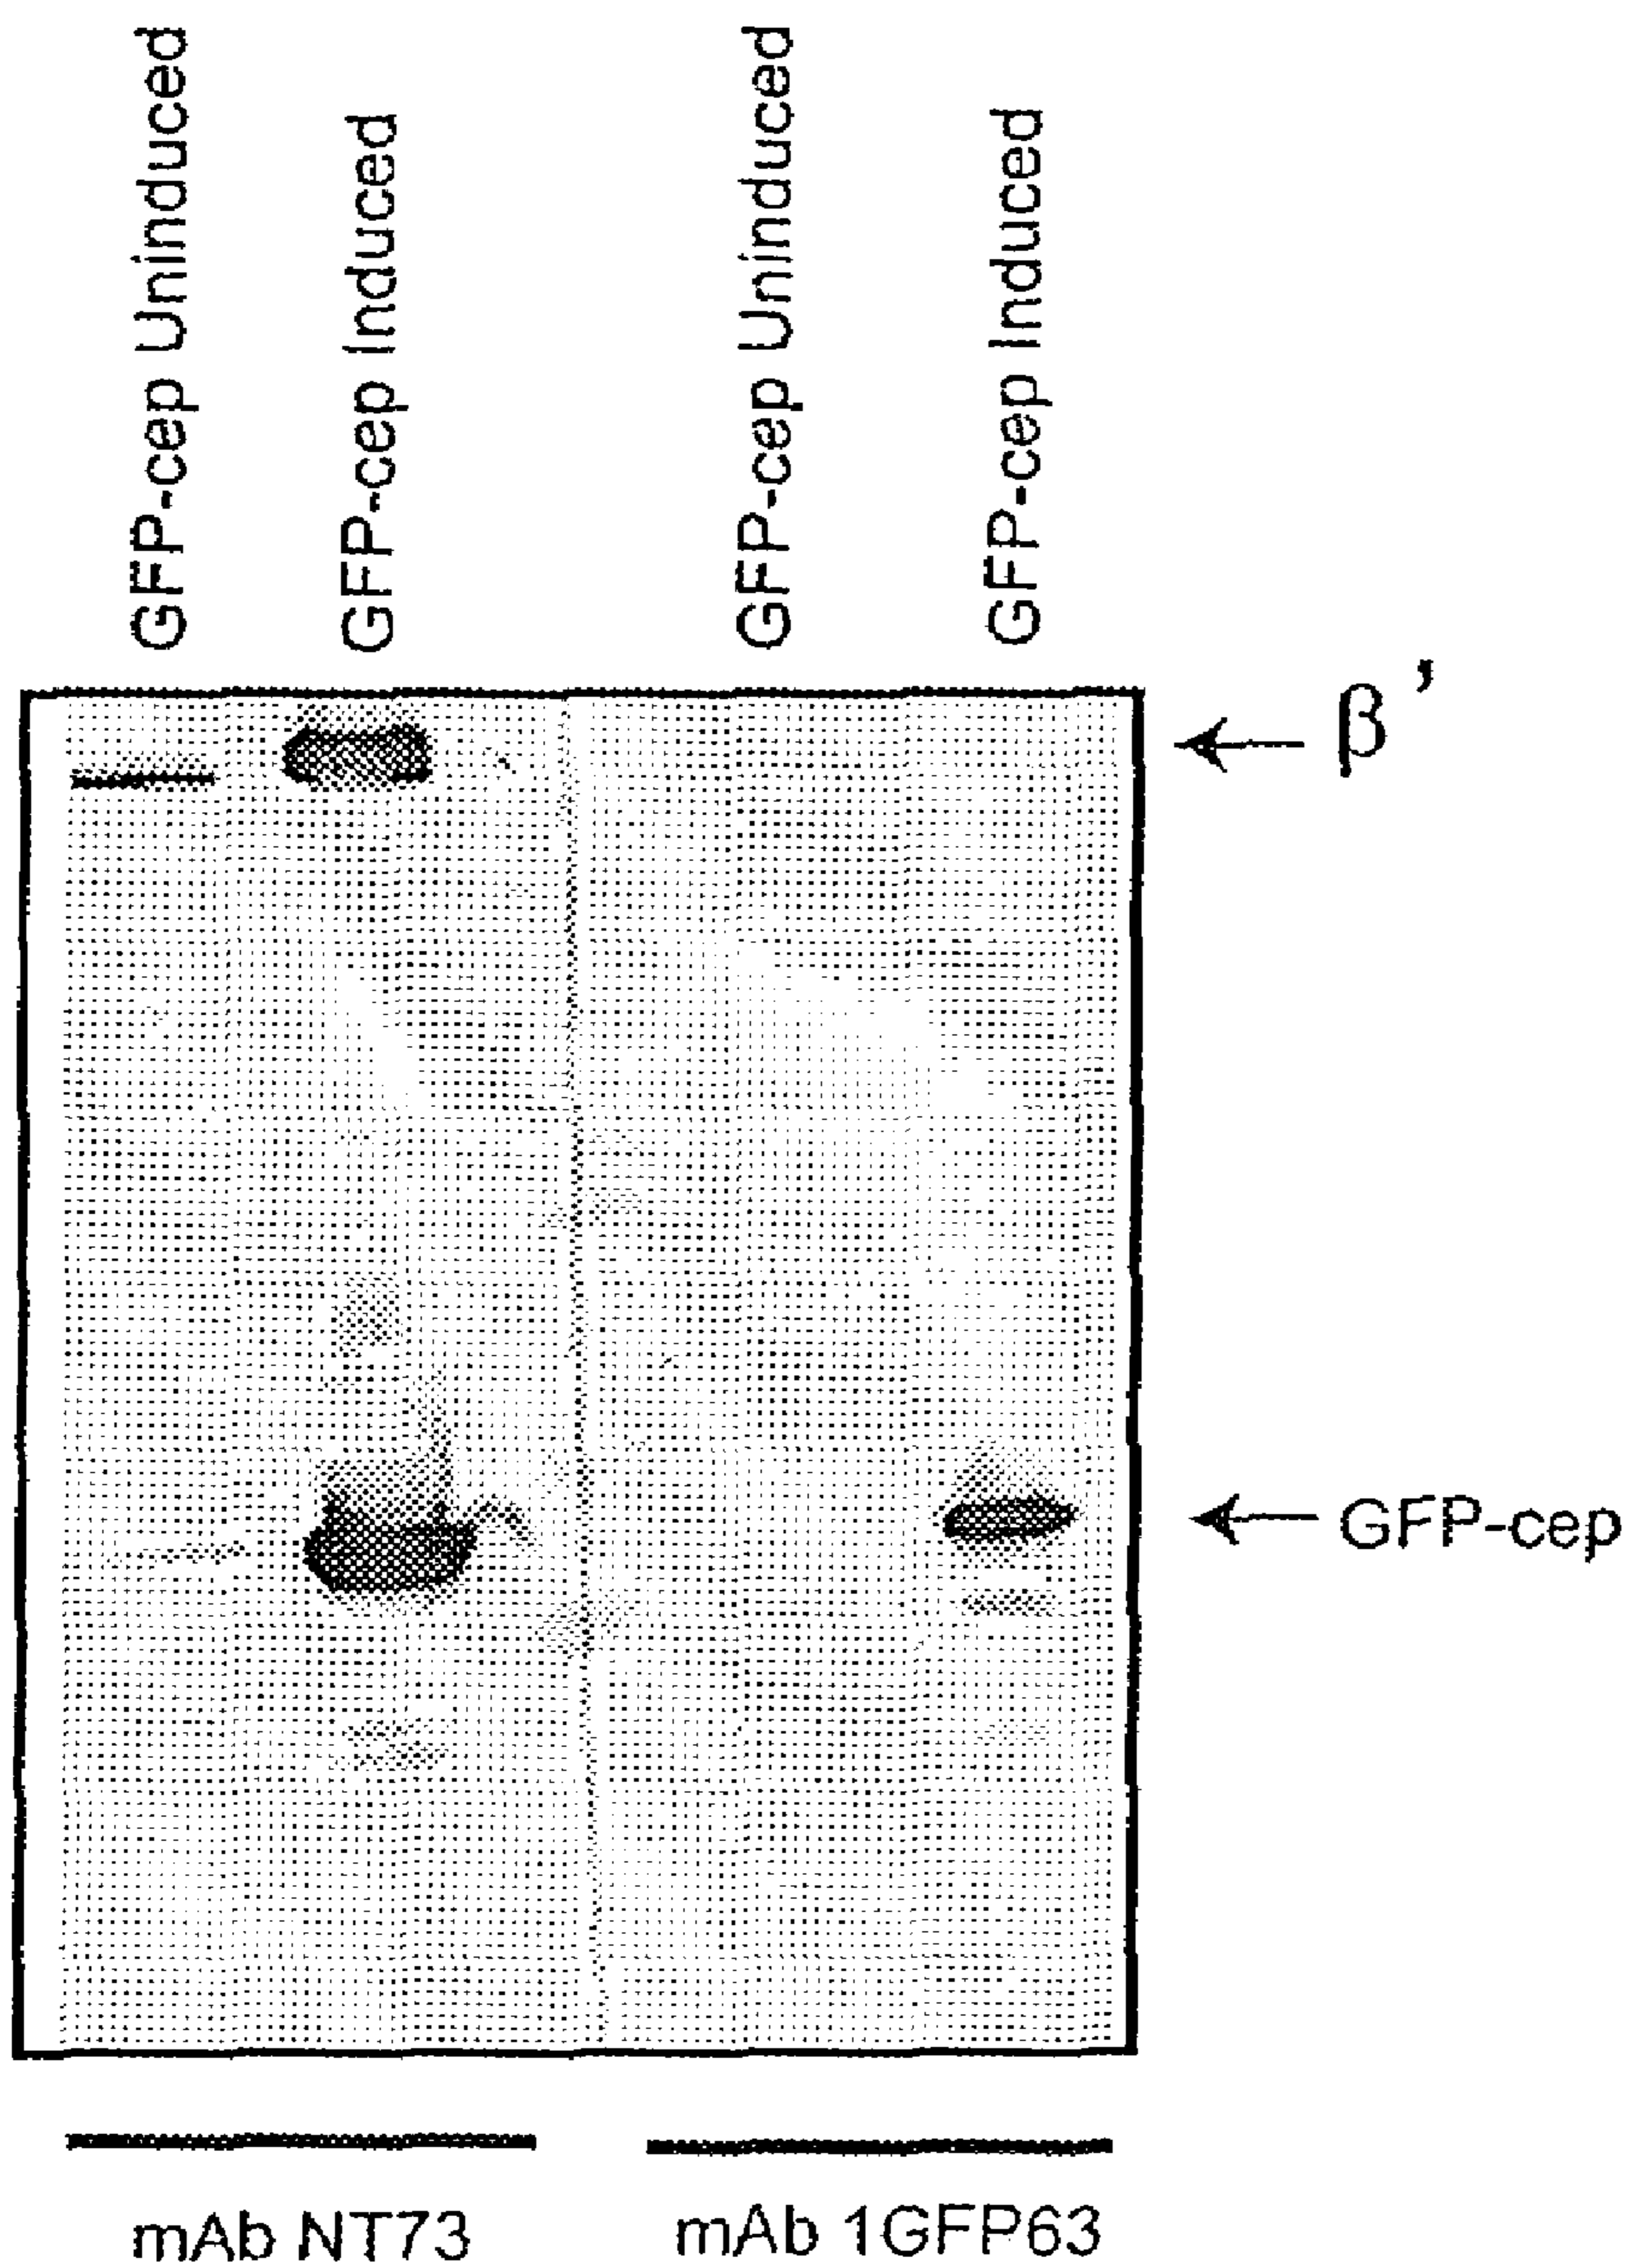 GFP-cep Uninduced
GFP-cep Induced
GFP-cep Uninduced
GFP-cep Induced
β’
GFP-cep
mAb NT73
mAb 1GFP63